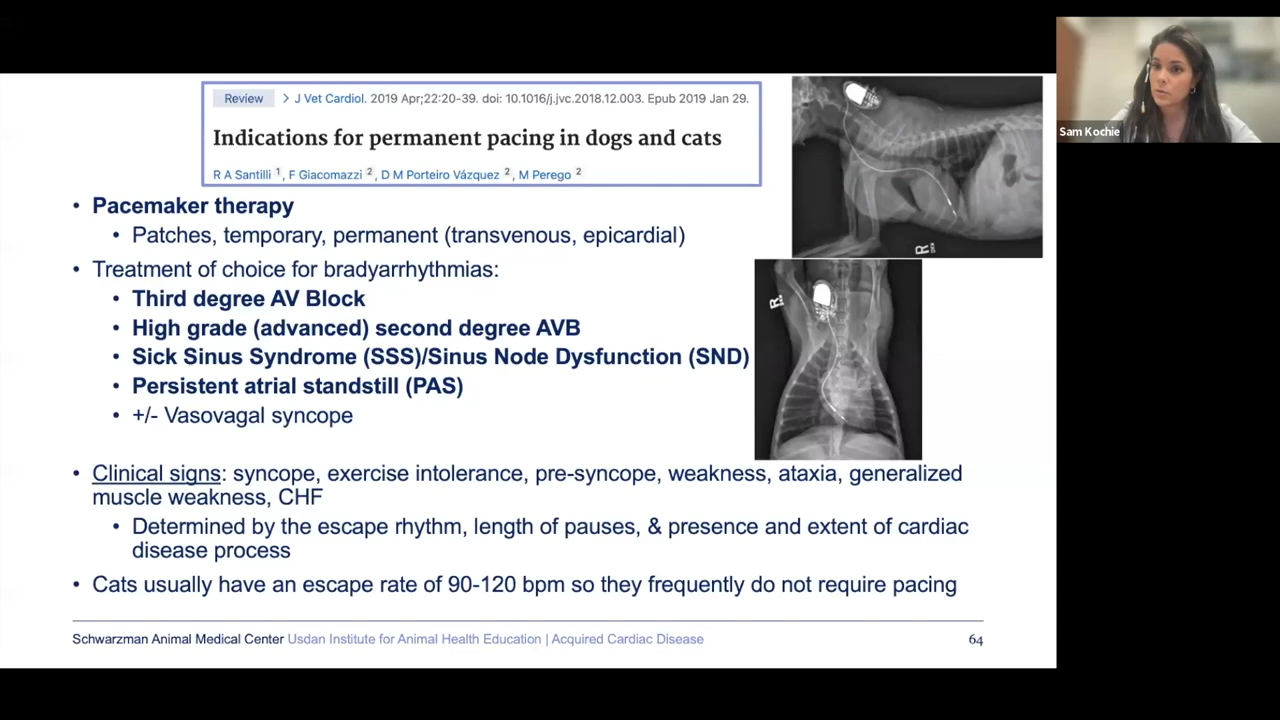 Review > J Vet Cardiol. 2019 Apr;22:20-39. doi: 10.1016/j.jvc.2018.12.003. Epub 2019 Jan 29.
Indications for permanent pacing in dogs and cats
R A Santilli 1, F Giacomazzi 2, D M Porteiro Vázquez 2, M Perego 2
• Pacemaker therapy
• Patches, temporary, permanent (transvenous, epicardial)
• Treatment of choice for bradyarrhythmias:
• Third degree AV Block
• High grade (advanced) second degree AVB
• Sick Sinus Syndrome (SSS)/Sinus Node Dysfunction (SND)
• Persistent atrial standstill (PAS)
• +/- Vasovagal syncope
• Clinical signs: syncope, exercise intolerance, pre-syncope, weakness, ataxia, generalized
muscle weakness, CHF
• Determined by the escape rhythm, length of pauses, & presence and extent of cardiac
disease process
• Cats usually have an escape rate of 90-120 bpm so they frequently do not require pacing
Schwarzman Animal Medical Center Usdan Institute for Animal Health Education | Acquired Cardiac Disease
64
R
R
Sam Kochie